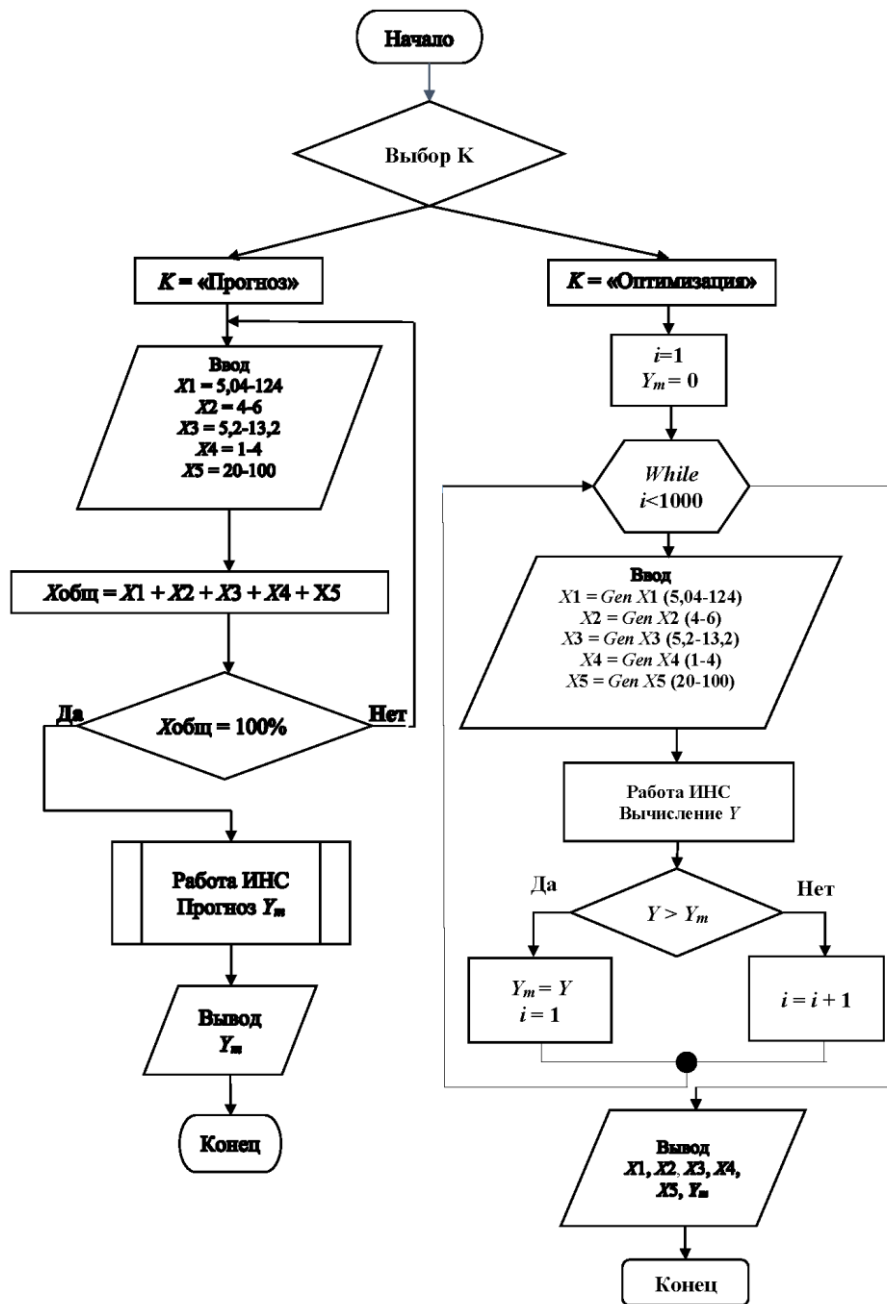 Начало
Выбор K
K = «Прогноз»
Ввод
X1 = 5,04-124
X2 = 4-6
X3 = 5,2-13,2
X4 = 1-4
X5 = 20-100
Xобщ = X1 + X2 + X3 + X4 + X5
Да
Xобщ = 100%
Нет
Работа ИНС
Прогноз Ym
Вывод
Ym
Конец
K = «Оптимизация»
i=1
Ym = 0
While
i<1000
Ввод
X1 = Gen X1 (5,04-124)
X2 = Gen X2 (4-6)
X3 = Gen X3 (5,2-13,2)
X4 = Gen X4 (1-4)
X5 = Gen X5 (20-100)
Работа ИНС
Вычисление Y
Да
Y > Ym
Нет
Ym = Y
i = 1
i = i + 1
Вывод
X1, X2, X3, X4,
X5, Ym
Конец